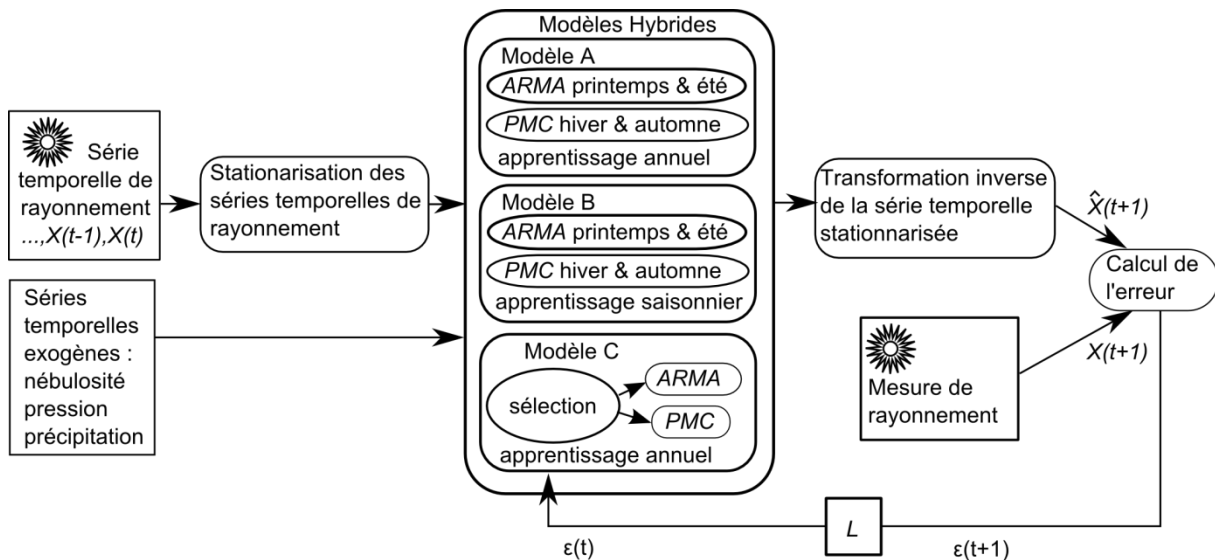 Série
temporelle de
rayonnement
...,X(t-1),X(t)
Stationarisation des
séries temporelles de
rayonnement
Séries
temporelles
exogènes :
nébulosité
pression
précipitation
Modèles Hybrides
Modèle A
ARMA printemps & été
PMC hiver & automne
apprentissage annuel
Modèle B
ARMA printemps & été
PMC hiver & automne
apprentissage saisonnier
Modèle C
sélection
ARMA
PMC
apprentissage annuel
Transformation inverse
de la série temporelle
stationnarisée
X̂(t+1)
Calcul de
l'erreur
X(t+1)
Mesure de
rayonnement
L
ε(t)
ε(t+1)